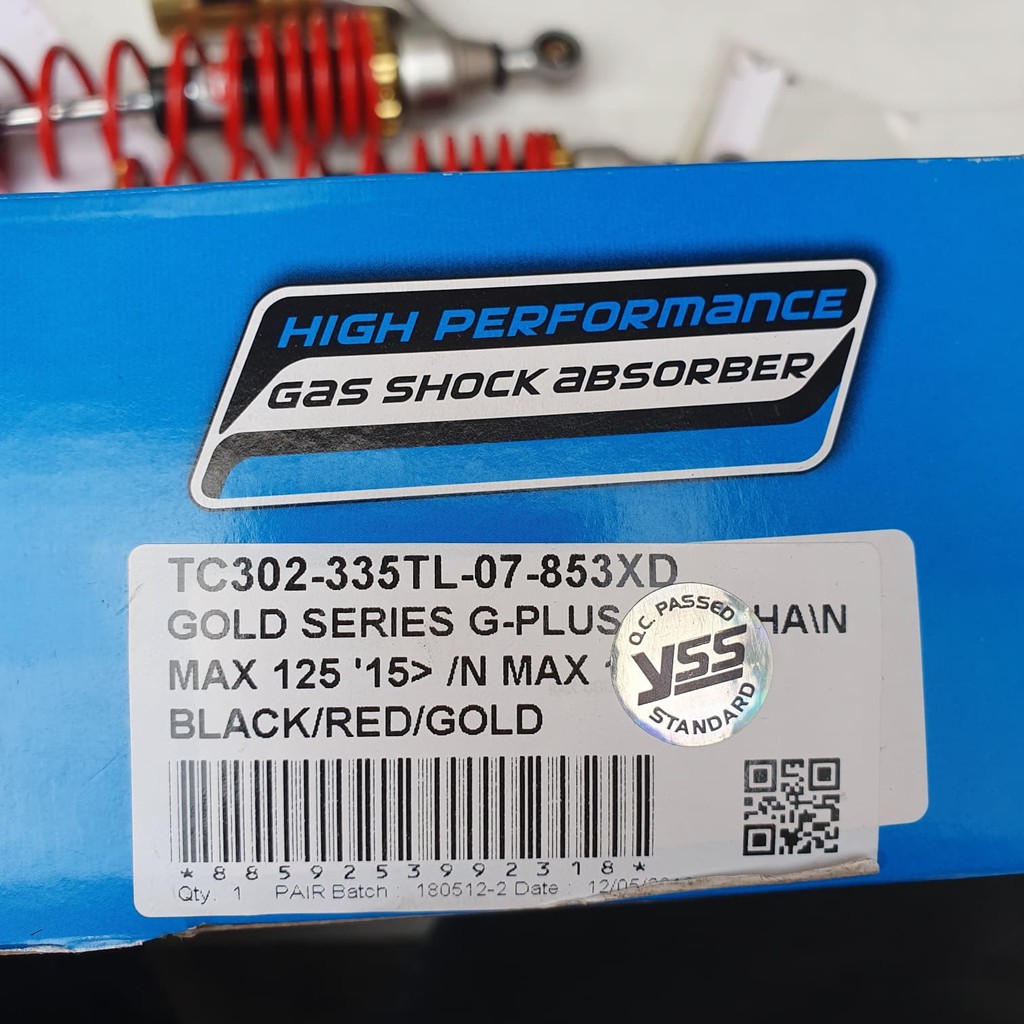 HIGH PERFORMANCE
Gas SHOCK aBSORBER
TC302-335TL-07-853XD
GOLD SERIES G-PLUS HA\N
MAX 125 '15> /N MAX
BLACK/RED/GOLD
Q.C. PASSED
YSS
STANDARD
*8859253992318*
Qty. 1 PAIR Batch : 180512-2 Date : 12/05/